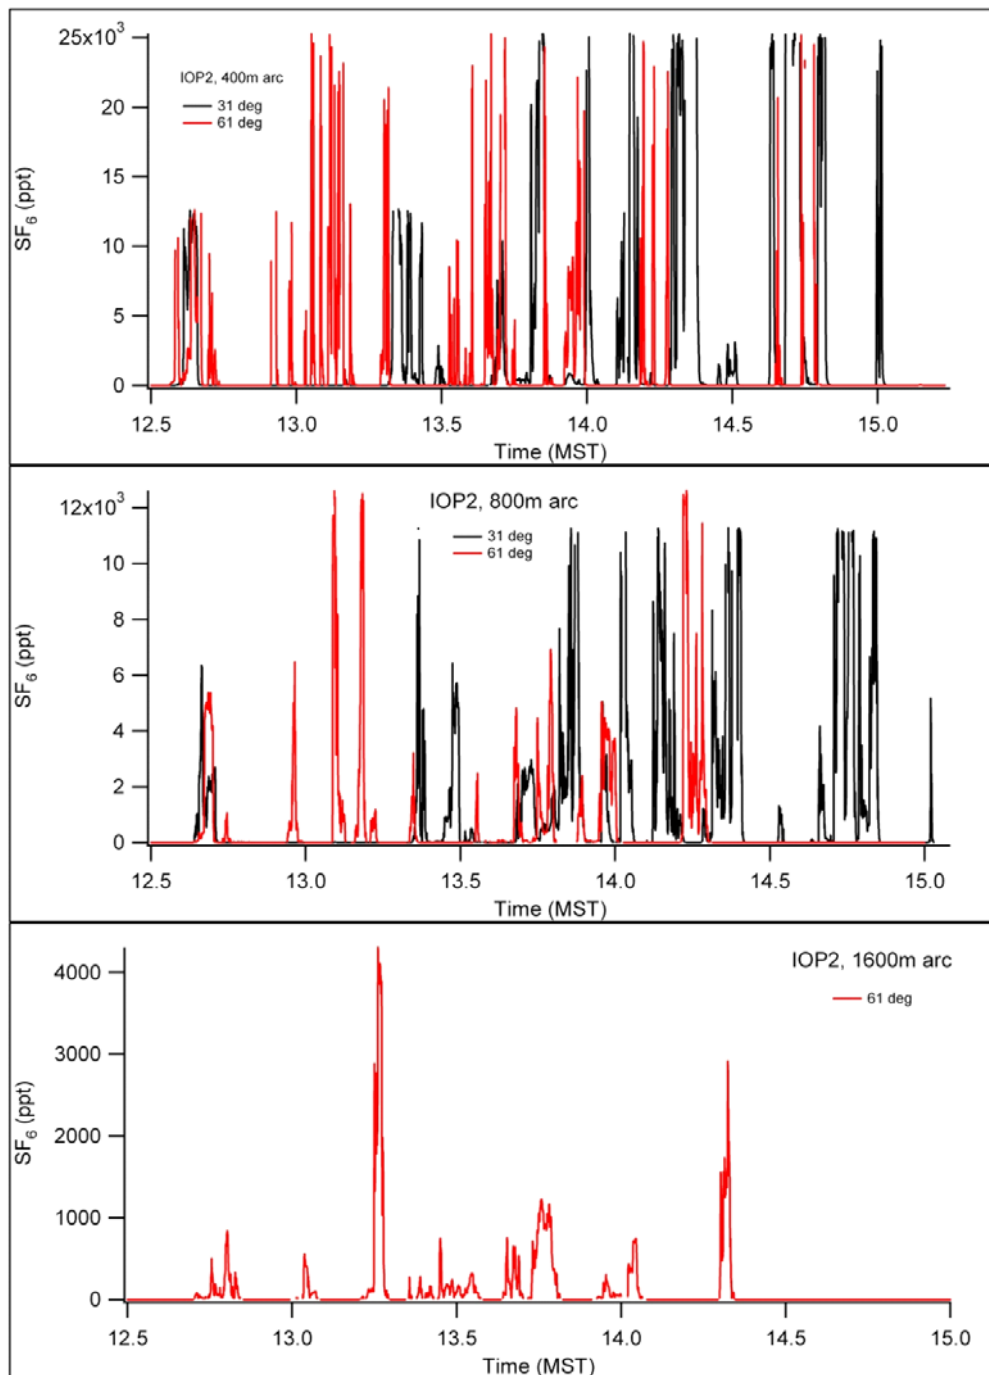 25x10³
20
15
10
5
0
SF₆ (ppt)
IOP2, 400m arc
31 deg
61 deg
12.5 13.0 13.5 14.0 14.5 15.0
Time (MST)
12x10³
10
8
6
4
2
0
SF₆ (ppt)
IOP2, 800m arc
31 deg
61 deg
12.5 13.0 13.5 14.0 14.5 15.0
Time (MST)
4000
3000
2000
1000
0
SF₆ (ppt)
IOP2, 1600m arc
61 deg
12.5 13.0 13.5 14.0 14.5 15.0
Time (MST)